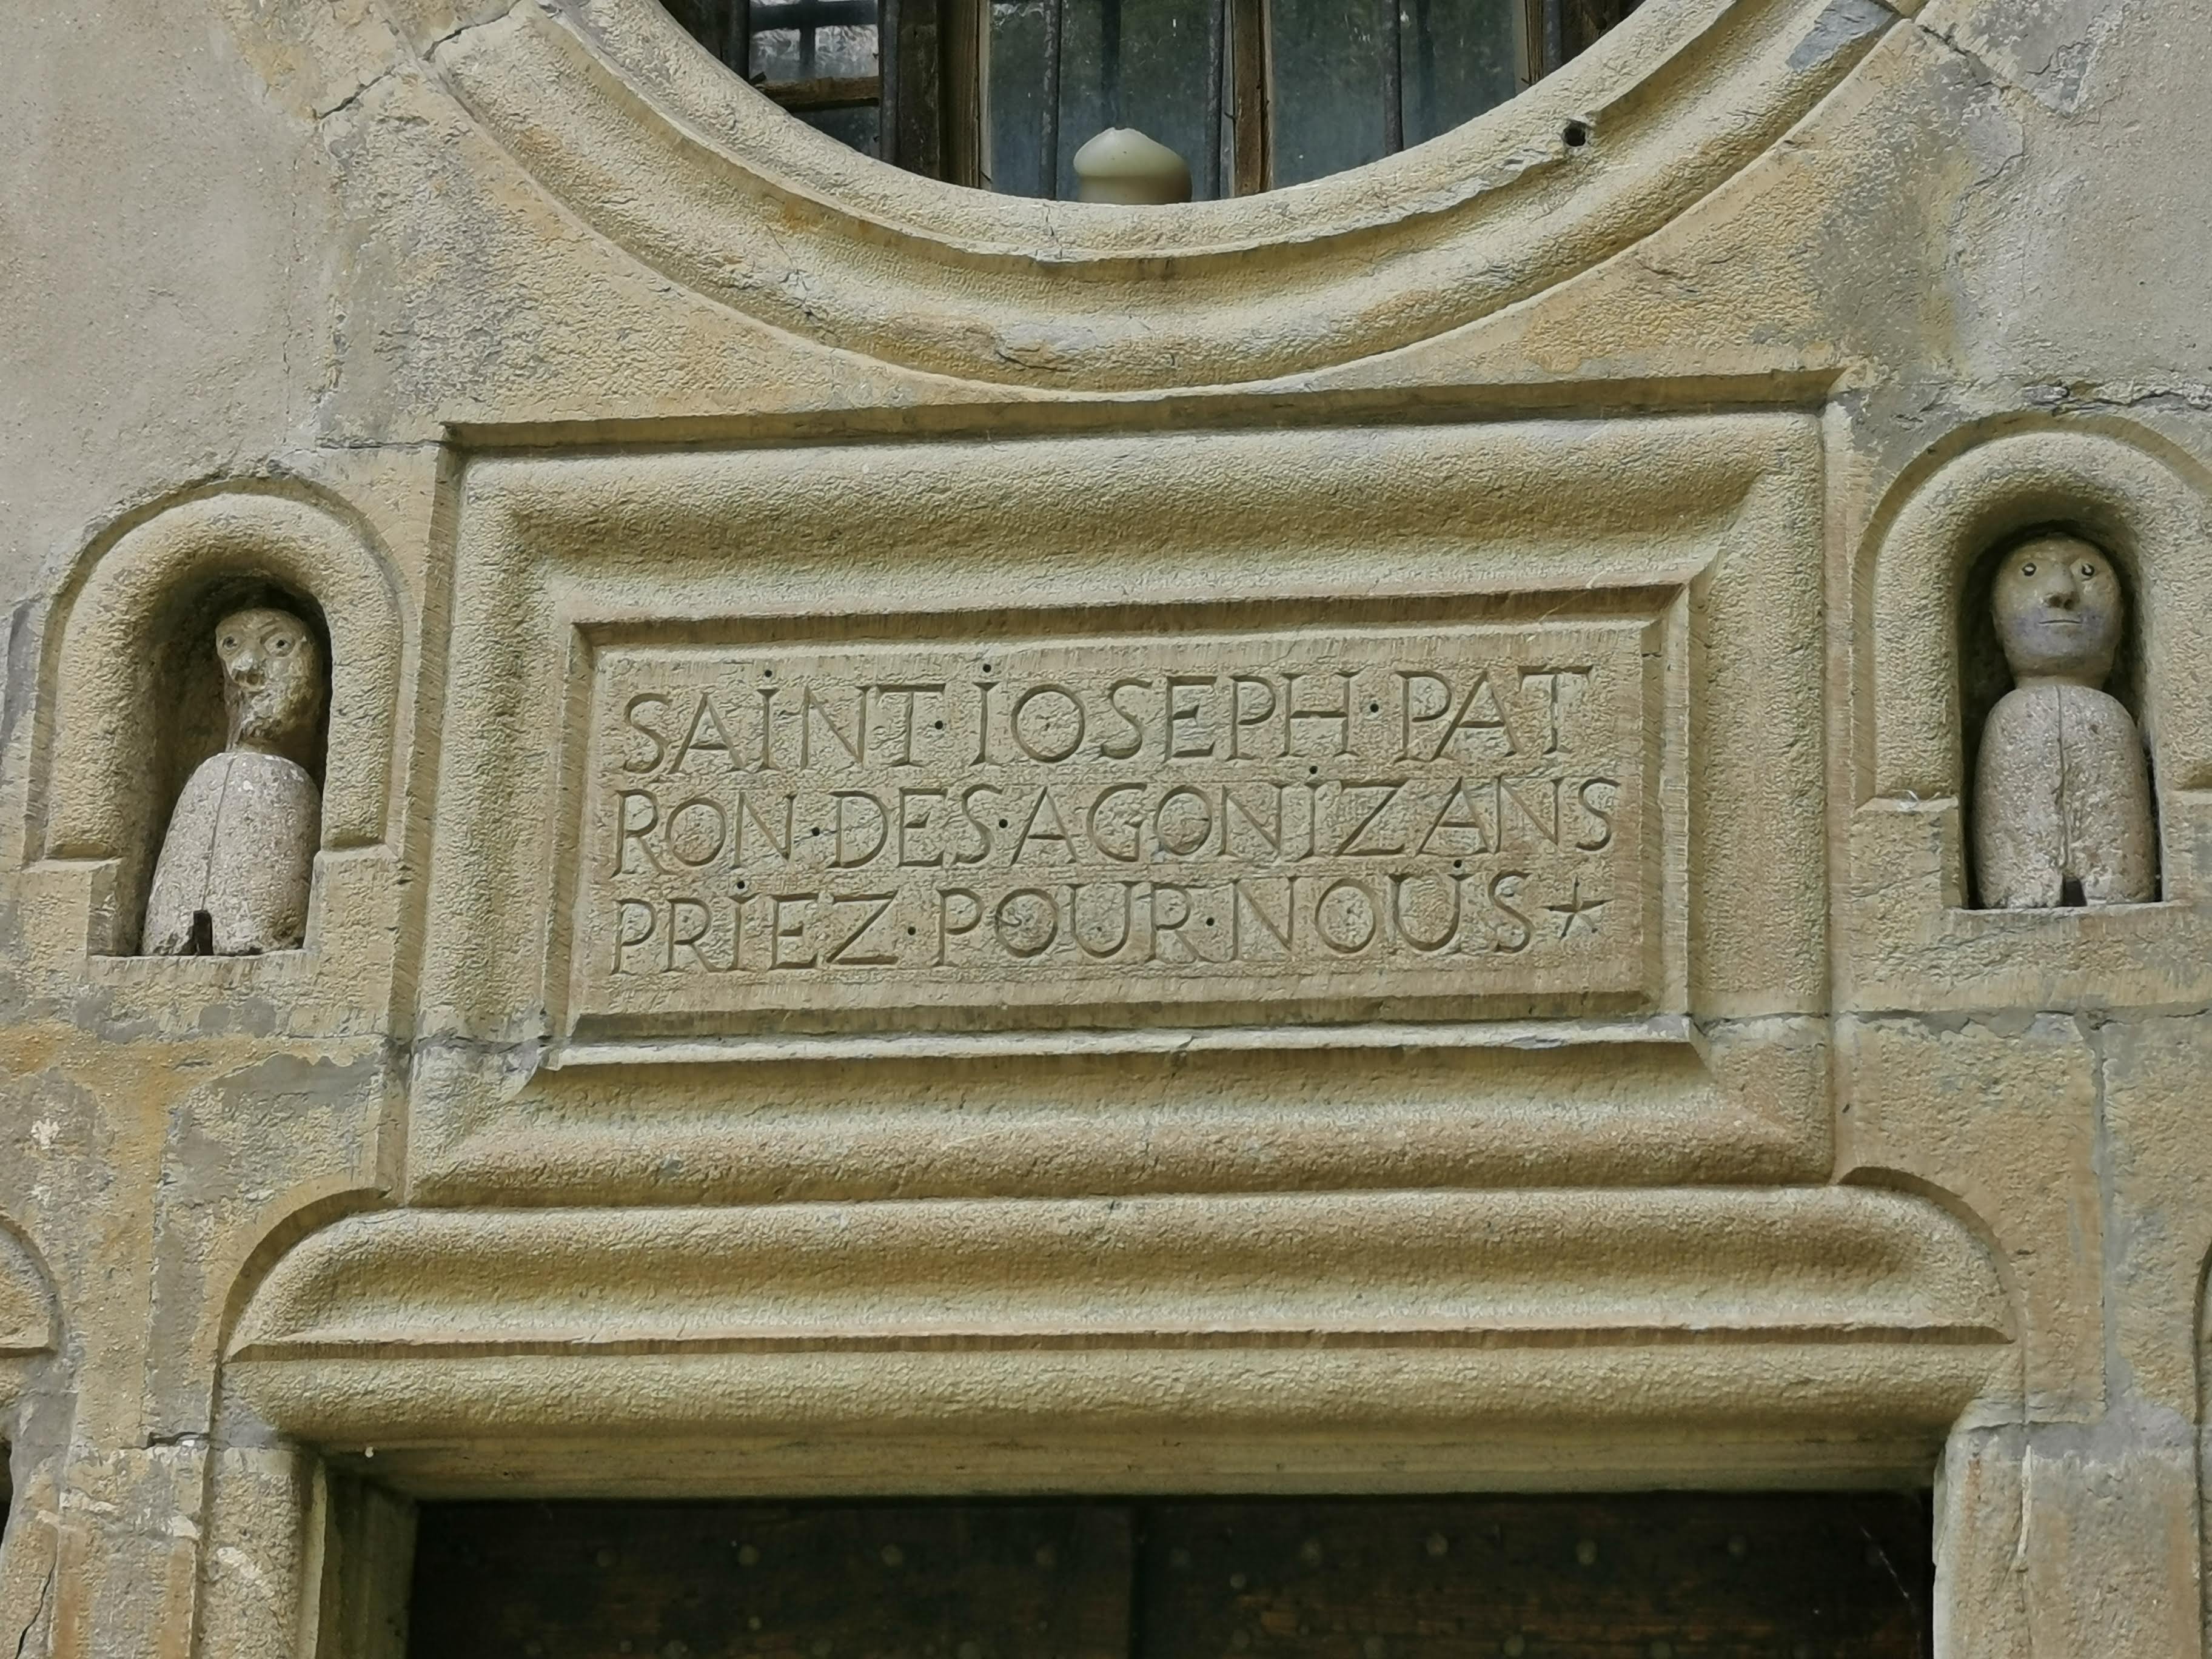 SAINT·IOSEPH·PAT
RON·DES·AGONIZANS
PRIEZ·POUR·NOUS★